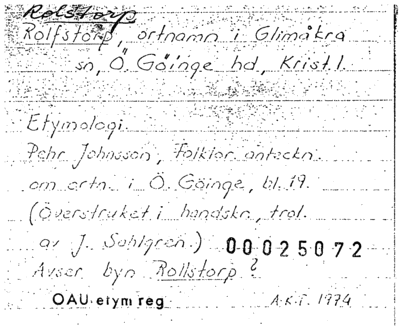 Rolstorp
Rolfstorp, ortnamn i Glimåkra
sn, Ö Göinge hd, Krist.l.
Etymologi.
Pehr Johnsson, Folklor. anteckn.
om ortn. i Ö. Göinge, bl. 19.
(Överstruket i handskr., trol.
av J. Sahlgren.) 00025072
Avser byn Rollstorp?
OAU etym reg A.K.T. 1974